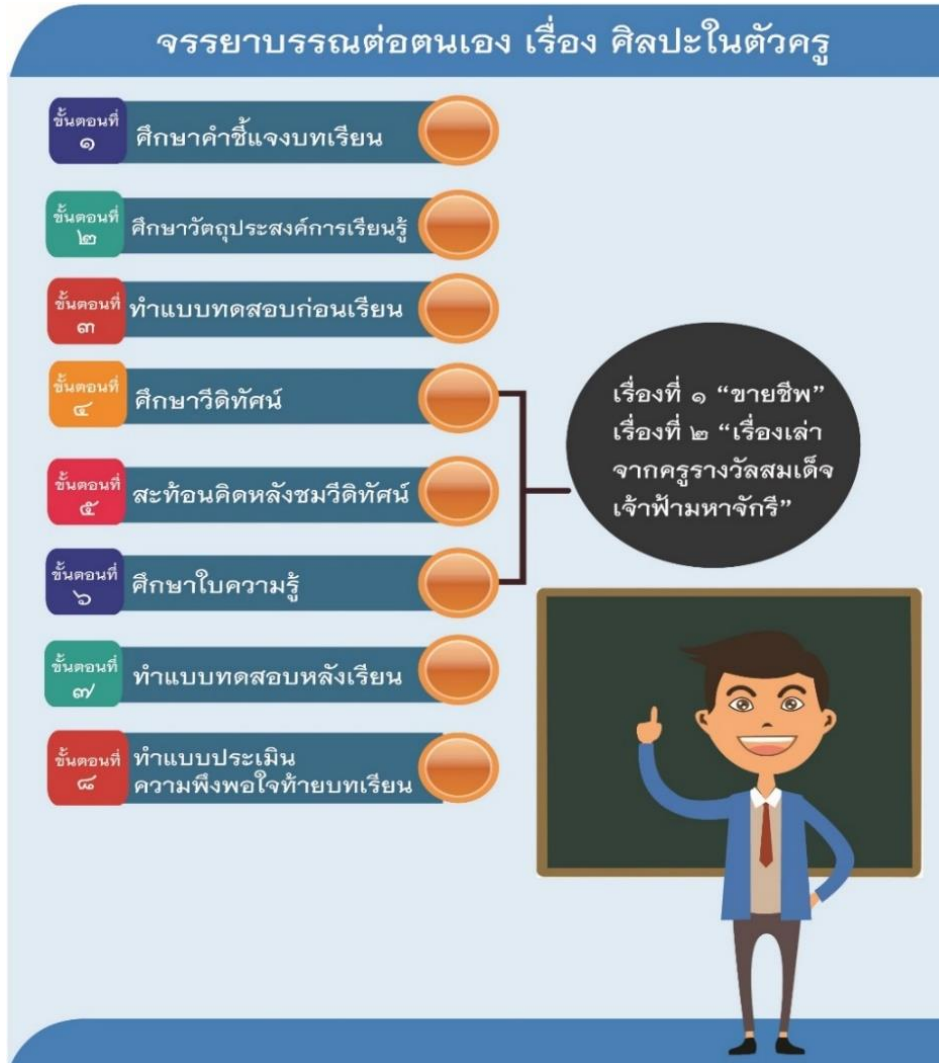 จรรยาบรรณต่อตนเอง เรื่อง ศิลปะในตัวครู
ขั้นตอนที่
๑
ศึกษาคำชี้แจงบทเรียน
ขั้นตอนที่
๒
ศึกษาวัตถุประสงค์การเรียนรู้
ขั้นตอนที่
๓
ทำแบบทดสอบก่อนเรียน
ขั้นตอนที่
๔
ศึกษาวีดิทัศน์
ขั้นตอนที่
๕
สะท้อนคิดหลังชมวีดิทัศน์
ขั้นตอนที่
๖
ศึกษาใบความรู้
ขั้นตอนที่
๗
ทำแบบทดสอบหลังเรียน
ขั้นตอนที่
๘
ทำแบบประเมิน
ความพึงพอใจท้ายบทเรียน
เรื่องที่ ๑ “ขายชีพ”
เรื่องที่ ๒ “เรื่องเล่า
จากครูรางวัลสมเด็จ
เจ้าฟ้ามหาจักรี”